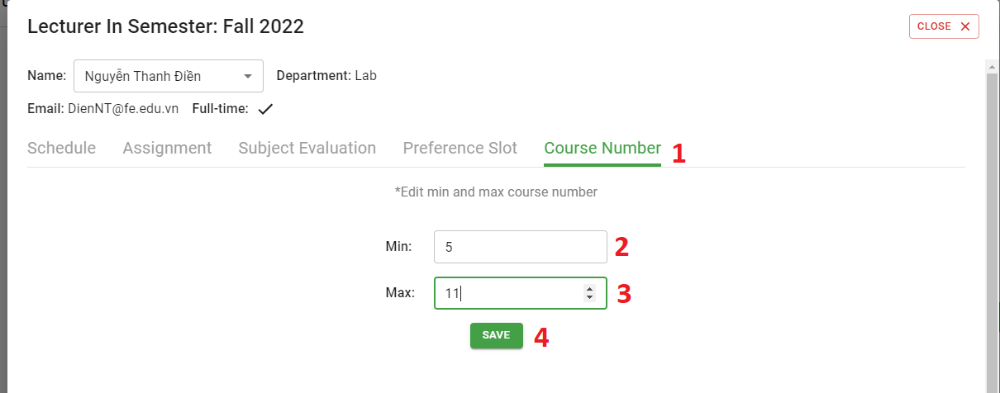 Lecturer In Semester: Fall 2022
CLOSE
Name: Nguyễn Thanh Điền Department: Lab
Email: DienNT@fe.edu.vn Full-time:
Schedule Assignment Subject Evaluation Preference Slot Course Number 1
*Edit min and max course number
Min: 5 2
Max: 11 3
SAVE 4